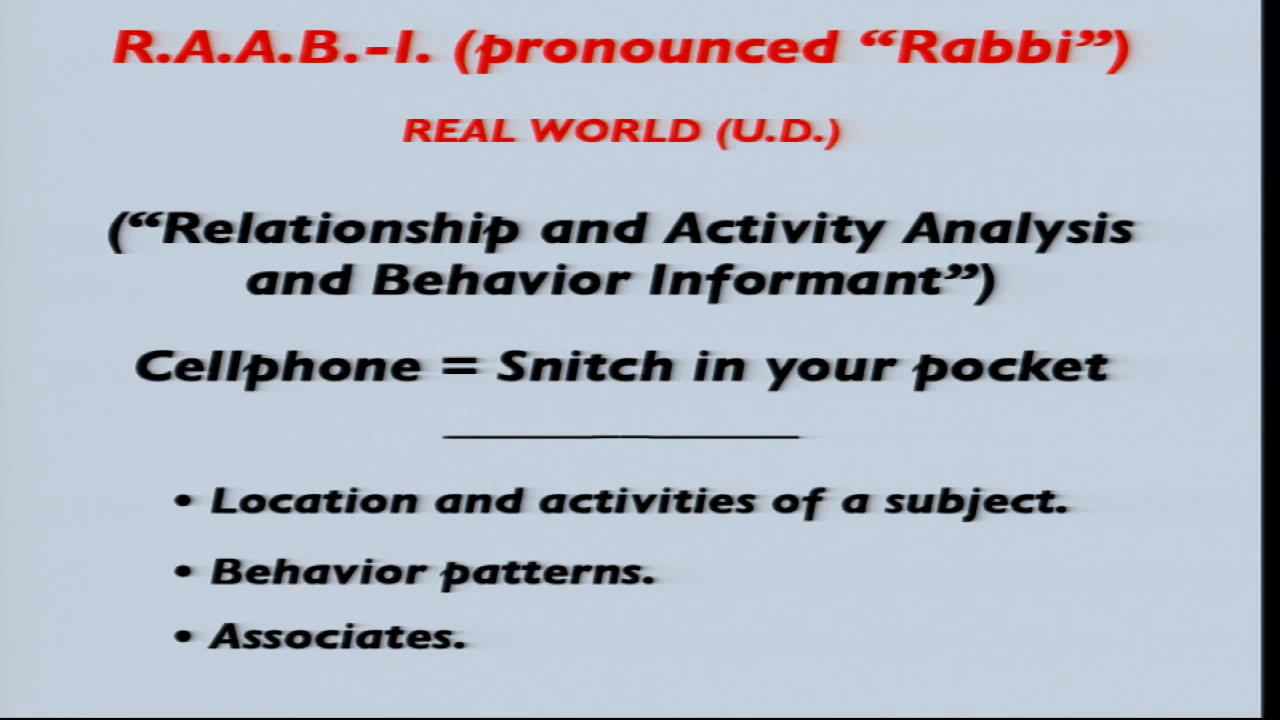 R.A.A.B.-I. (pronounced “Rabbi”)
REAL WORLD (U.D.)
(“Relationship and Activity Analysis
and Behavior Informant”)
Cellphone = Snitch in your pocket
• Location and activities of a subject.
• Behavior patterns.
• Associates.